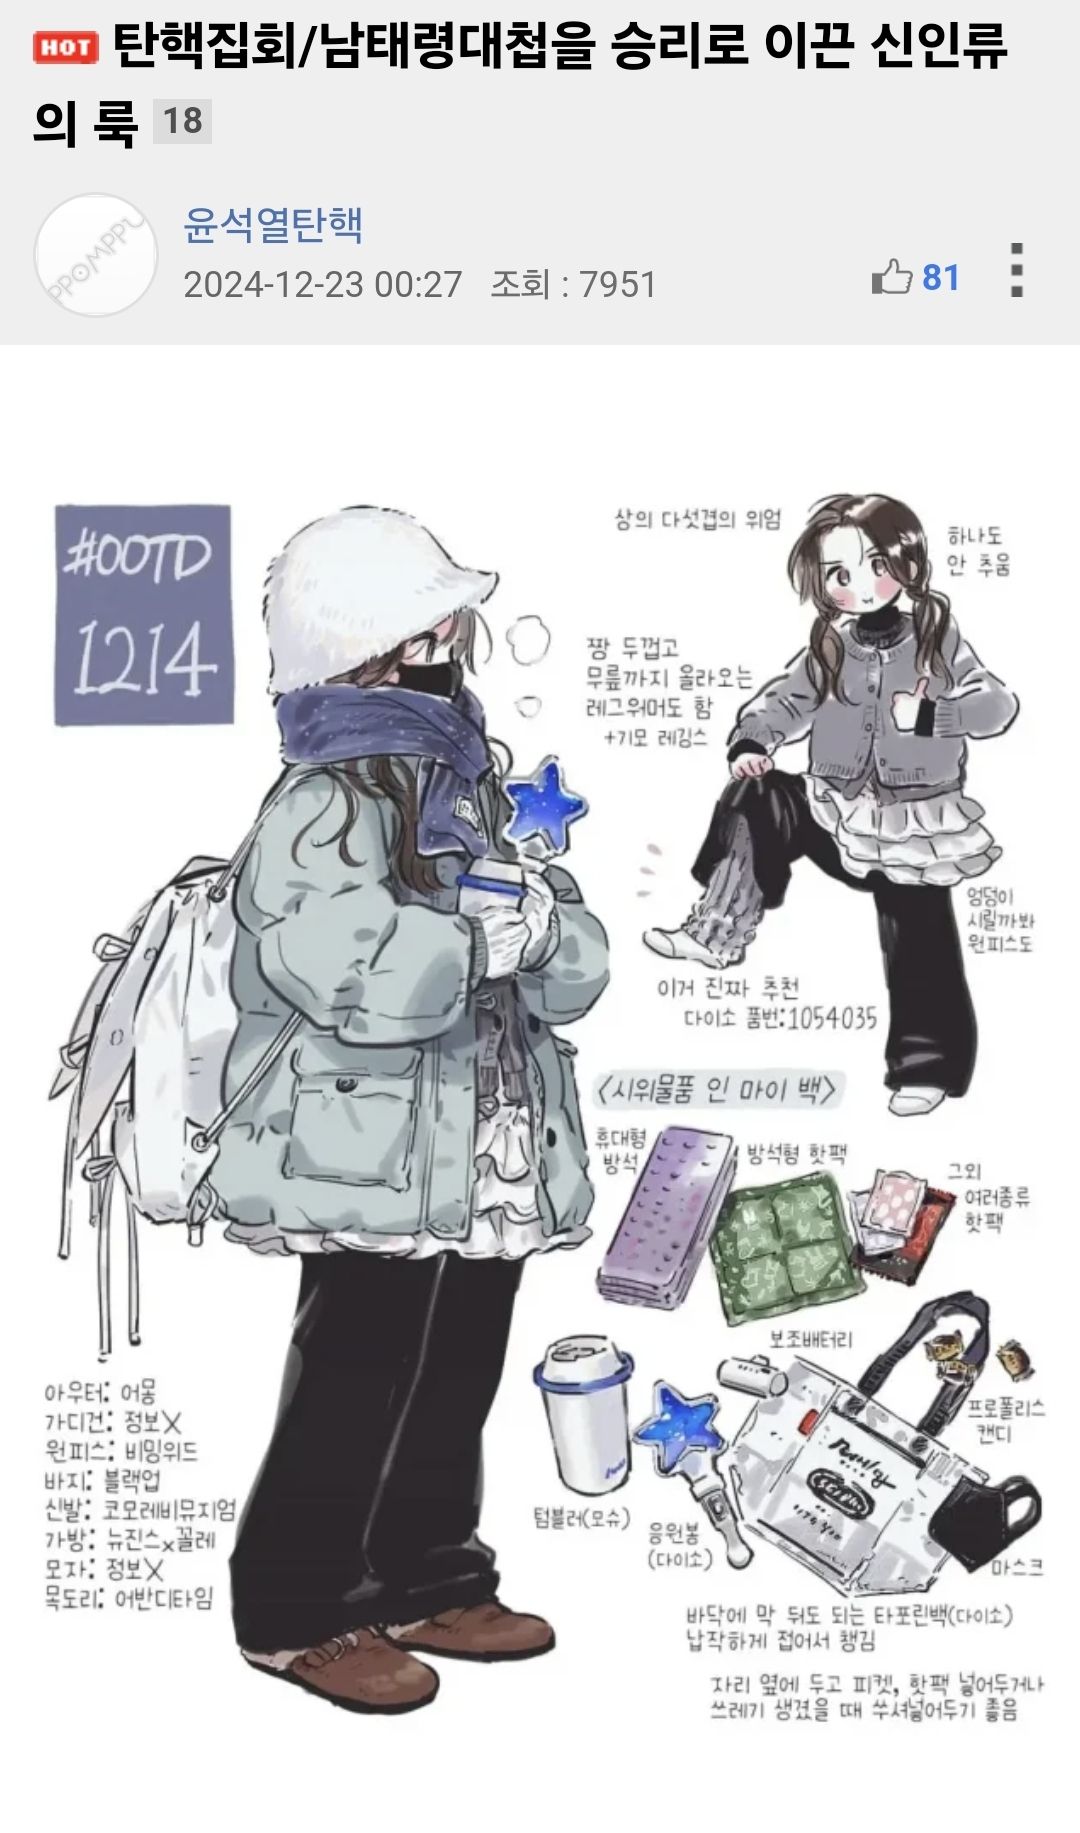 HOT 탄핵집회/남태령대첩을 승리로 이끈 신인류
의 룩 18
PPOMPPU
윤석열탄핵
2024-12-23 00:27 조회 : 7951
81
#OOTD
1214
상의 다섯겹의 위엄
하나도
안 추움
짱 두껍고
무릎까지 올라오는
레그워머도 함
+기모 레깅스
엉덩이
시릴까봐
원피스도
이거 진짜 추천
다이소 품번:1054035
<시위물품 인 마이 백>
휴대형
방석
방석형 핫팩
그외
여러종류
핫팩
보조배터리
프로폴리스
캔디
텀블러(모슈)
응원봉
(다이소)
마스크
바닥에 막 둬도 되는 타포린백(다이소)
납작하게 접어서 챙김
자리 옆에 두고 피켓, 핫팩 넣어두거나
쓰레기 생겼을 때 쑤셔넣어두기 좋음
아우터: 어몽
가디건: 정보X
원피스: 비밍위드
바지: 블랙업
신발: 코모레비뮤지엄
가방: 뉴진스x꼴레
모자: 정보X
목도리: 어반디타임